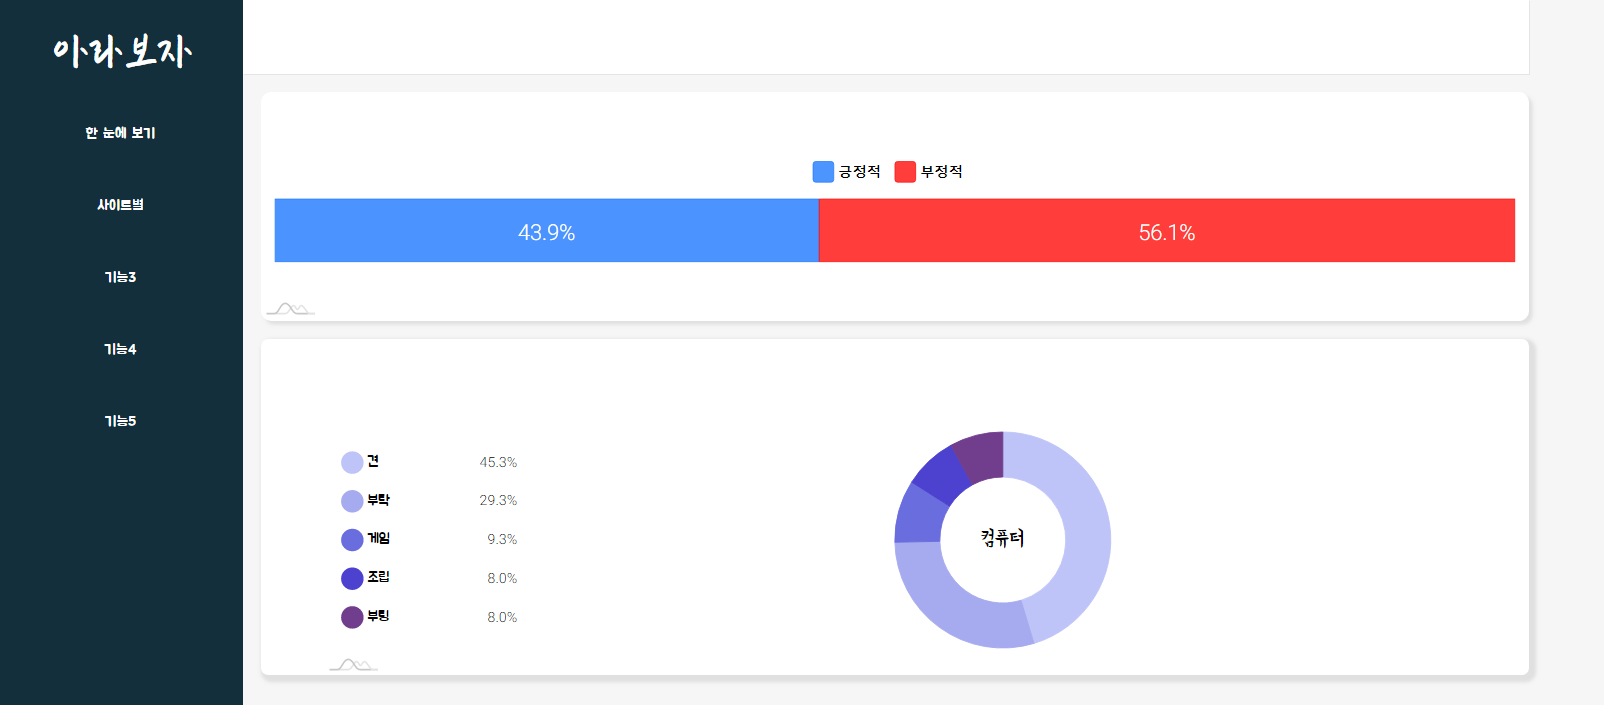 아라보자
한 눈에 보기
사이트별
기능3
기능4
기능5
긍정적 부정적
43.9% 56.1%
견 45.3%
부탁 29.3%
게임 9.3%
조립 8.0%
부팅 8.0%
컴퓨터